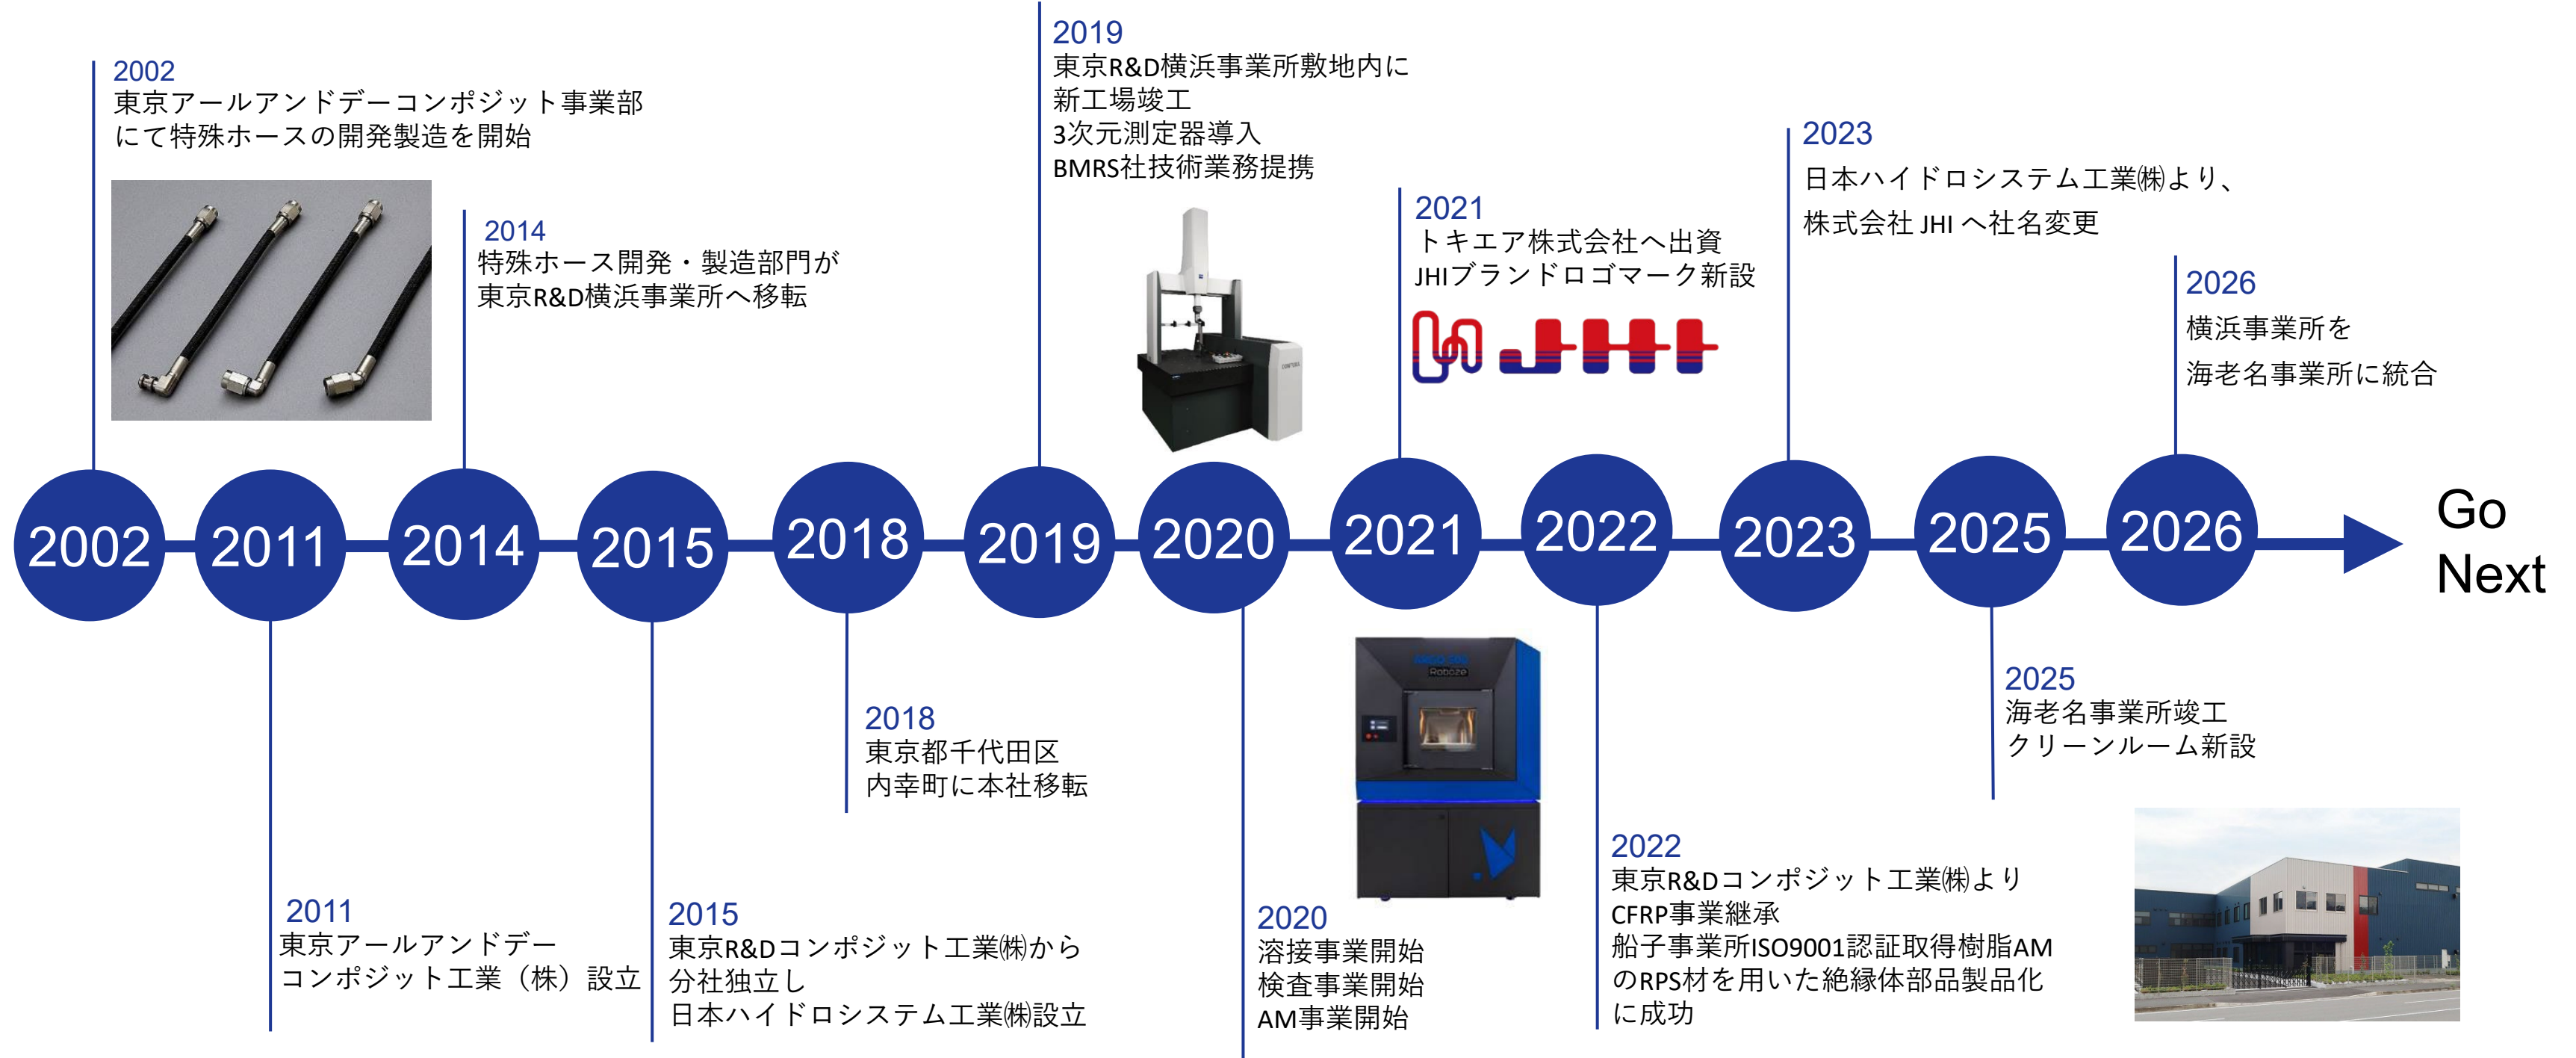 2002
東京アールアンドデーコンポジット事業部
にて特殊ホースの開発製造を開始
2014
特殊ホース開発・製造部門が
東京R&D横浜事業所へ移転
2019
東京R&D横浜事業所敷地内に
新工場竣工
3次元測定器導入
BMRS社技術業務提携
2021
トキエア株式会社へ出資
JHIブランドロゴマーク新設
JHI
2023
日本ハイドロシステム工業㈱より、
株式会社 JHI へ社名変更
2026
横浜事業所を
海老名事業所に統合
2002
2011
2014
2015
2018
2019
2020
2021
2022
2023
2025
2026
Go
Next
2011
東京アールアンドデー
コンポジット工業（株）設立
2015
東京R&Dコンポジット工業㈱から
分社独立し
日本ハイドロシステム工業㈱設立
2018
東京都千代田区
内幸町に本社移転
Roboze
2020
溶接事業開始
検査事業開始
AM事業開始
2022
東京R&Dコンポジット工業㈱より
CFRP事業継承
船子事業所ISO9001認証取得樹脂AM
のRPS材を用いた絶縁体部品製品化
に成功
2025
海老名事業所竣工
クリーンルーム新設